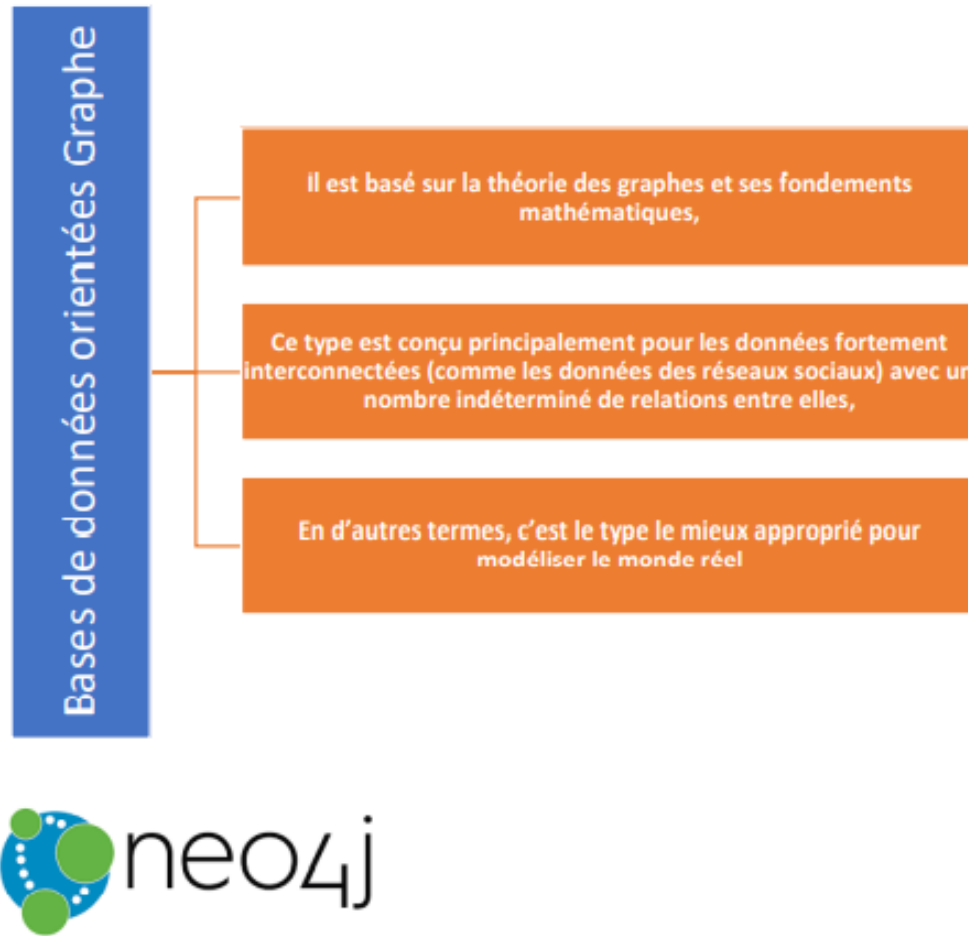 Bases de données orientées Graphe
Il est basé sur la théorie des graphes et ses fondements
mathématiques,
Ce type est conçu principalement pour les données fortement
interconnectées (comme les données des réseaux sociaux) avec un
nombre indéterminé de relations entre elles,
En d'autres termes, c'est le type le mieux approprié pour
modéliser le monde réel
neo4j